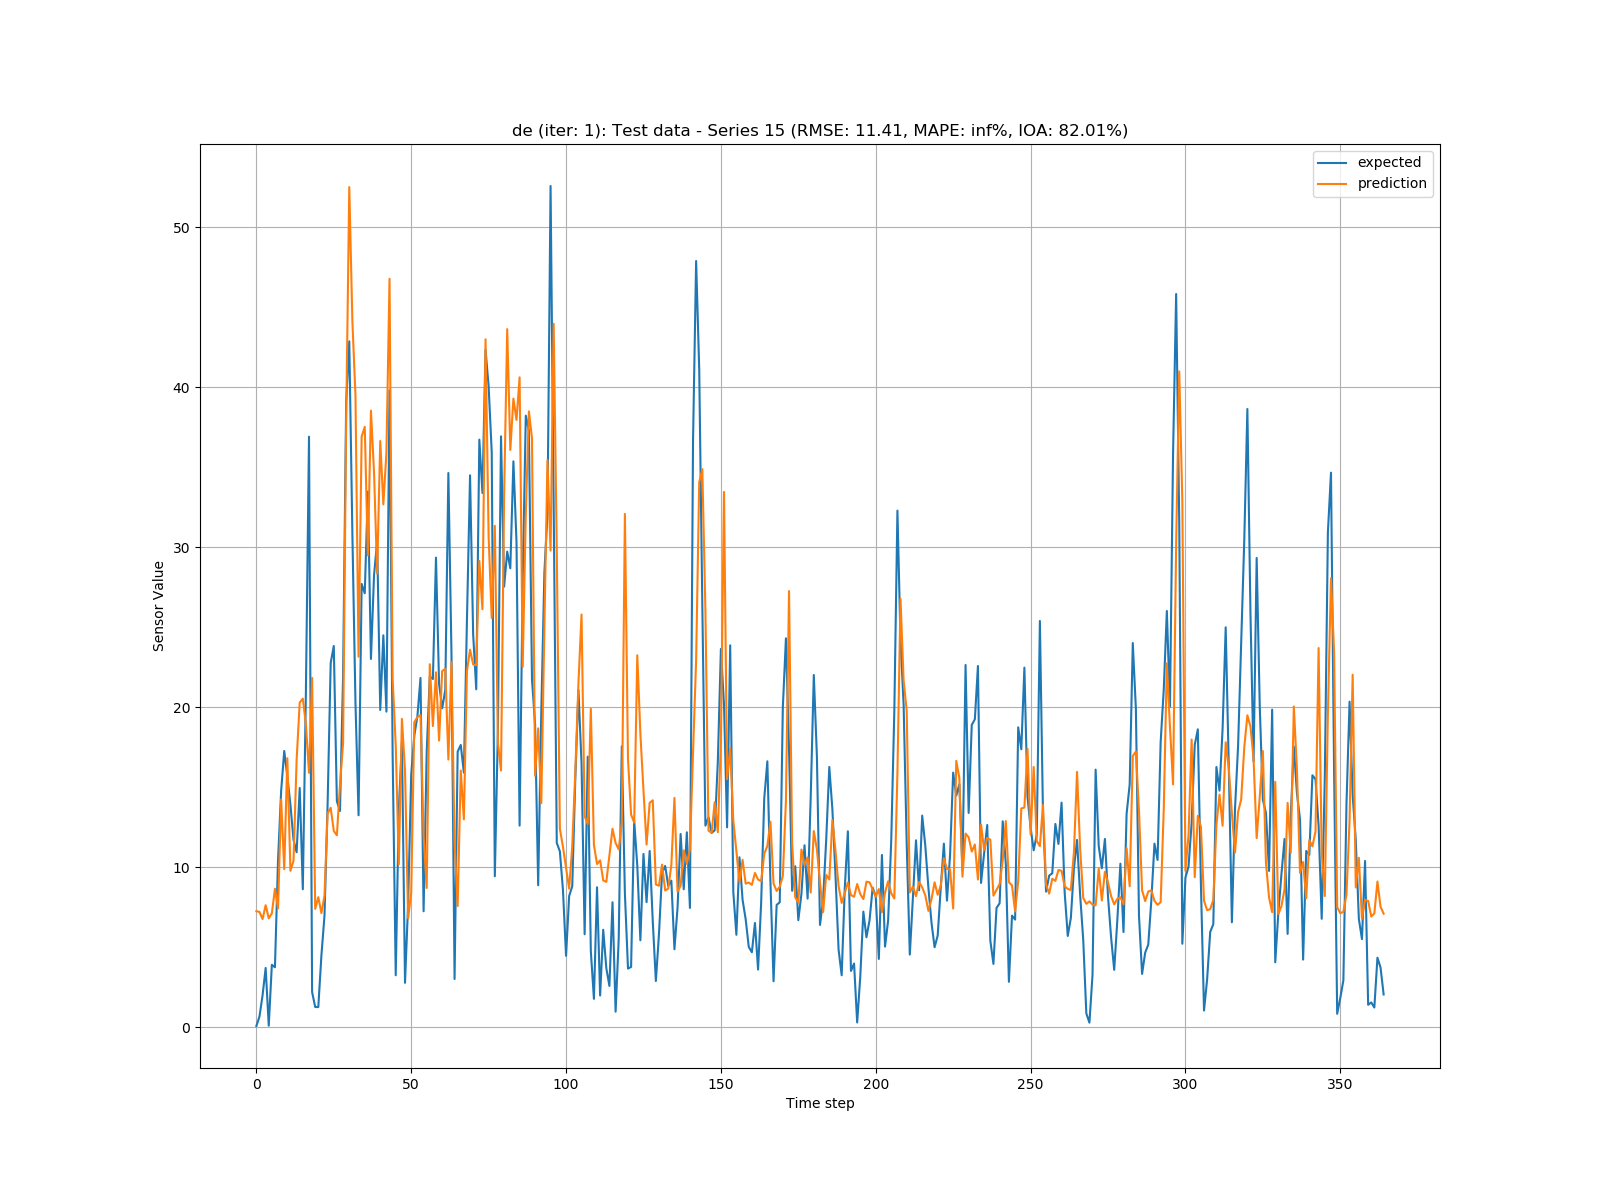 de (iter: 1): Test data - Series 15 (RMSE: 11.41, MAPE: inf%, IOA: 82.01%)
expected
prediction
50
40
30
20
10
0
Sensor Value
0 50 100 150 200 250 300 350
Time step